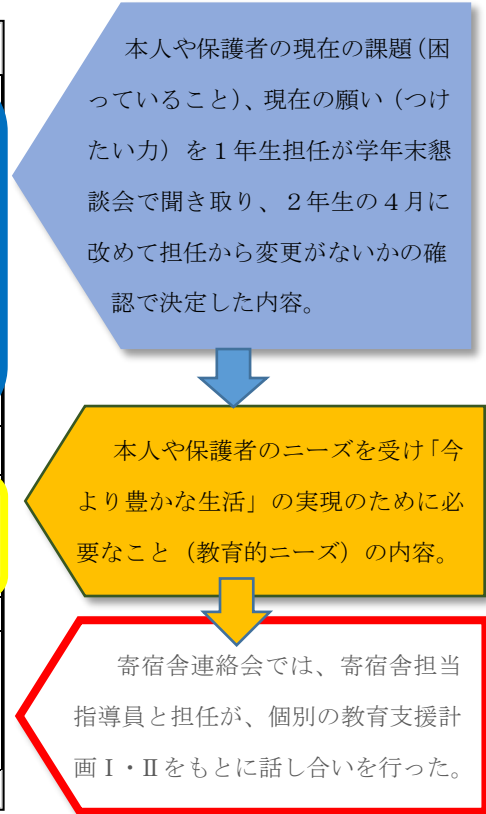 本人や保護者の現在の課題（困
っていること）、現在の願い（つけ
たい力）を１年生担任が学年末懇
談会で聞き取り、２年生の４月に
改めて担任から変更がないかの確
認で決定した内容。
本人や保護者のニーズを受け「今
より豊かな生活」の実現のために必
要なこと（教育的ニーズ）の内容。
寄宿舎連絡会では、寄宿舎担当
指導員と担任が、個別の教育支援計
画Ⅰ・Ⅱをもとに話し合いを行った。